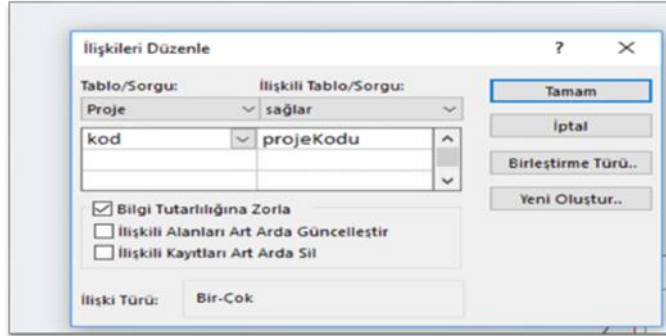 İlişkileri Düzenle ?
Tablo/Sorgu: İlişkili Tablo/Sorgu:
Proje sağlar
kod projeKodu
Bilgi Tutarlılığına Zorla
İlişkili Alanları Art Arda Güncelleştir
İlişkili Kayıtları Art Arda Sil
İlişki Türü: Bir-Çok
Tamam
İptal
Birleştirme Türü..
Yeni Oluştur..